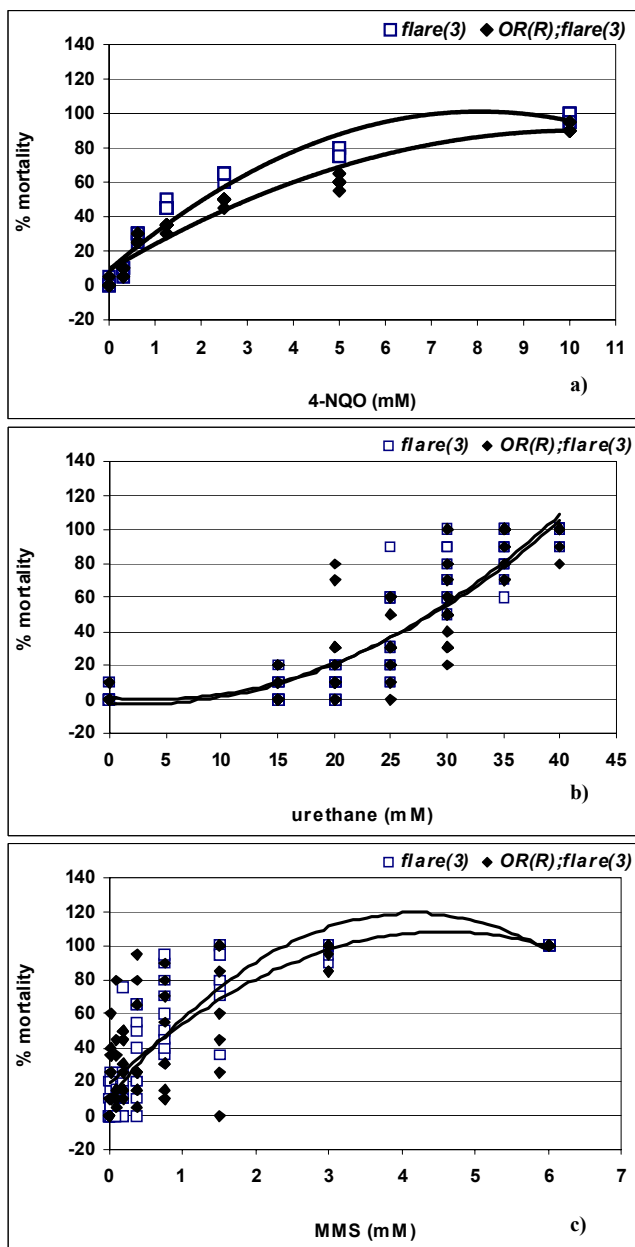 flare(3) OR(R);flare(3)
140
120
100
80
60
40
20
0
-20
% mortality
0 1 2 3 4 5 6 7 8 9 10 11
4-NQO (mM)
a)
flare(3) OR(R);flare(3)
140
120
100
80
60
40
20
0
-20
% mortality
0 5 10 15 20 25 30 35 40 45
urethane (mM)
b)
flare(3) OR(R);flare(3)
140
120
100
80
60
40
20
0
-20
% mortality
0 1 2 3 4 5 6 7
MMS (mM)
c)